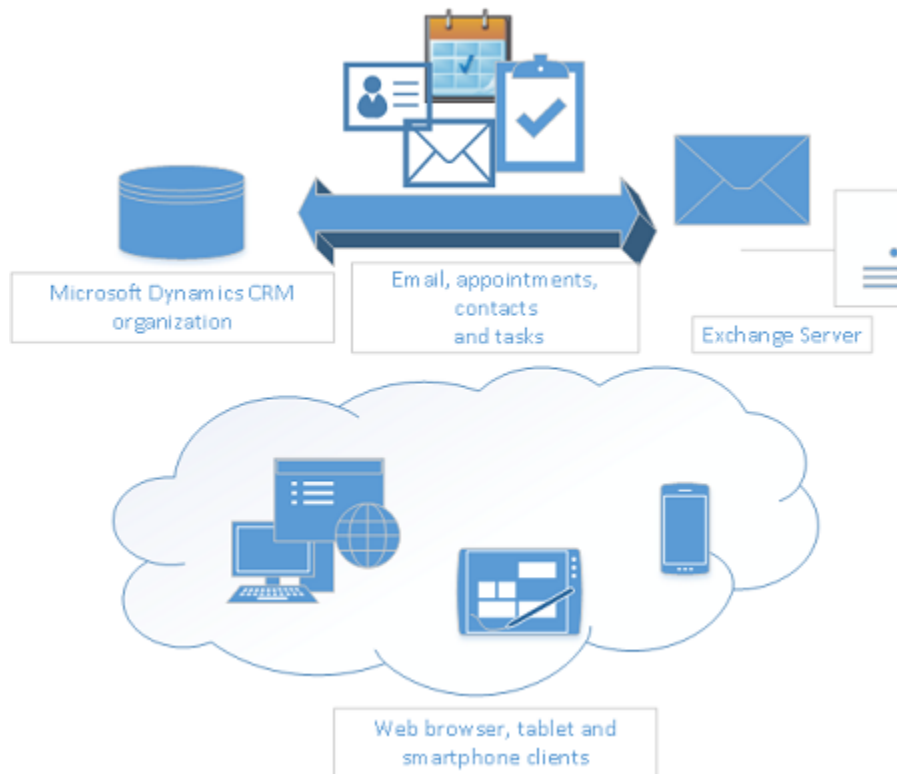 Microsoft Dynamics CRM
organization
Email, appointments,
contacts
and tasks
Exchange Server
Web browser, tablet and
smartphone clients